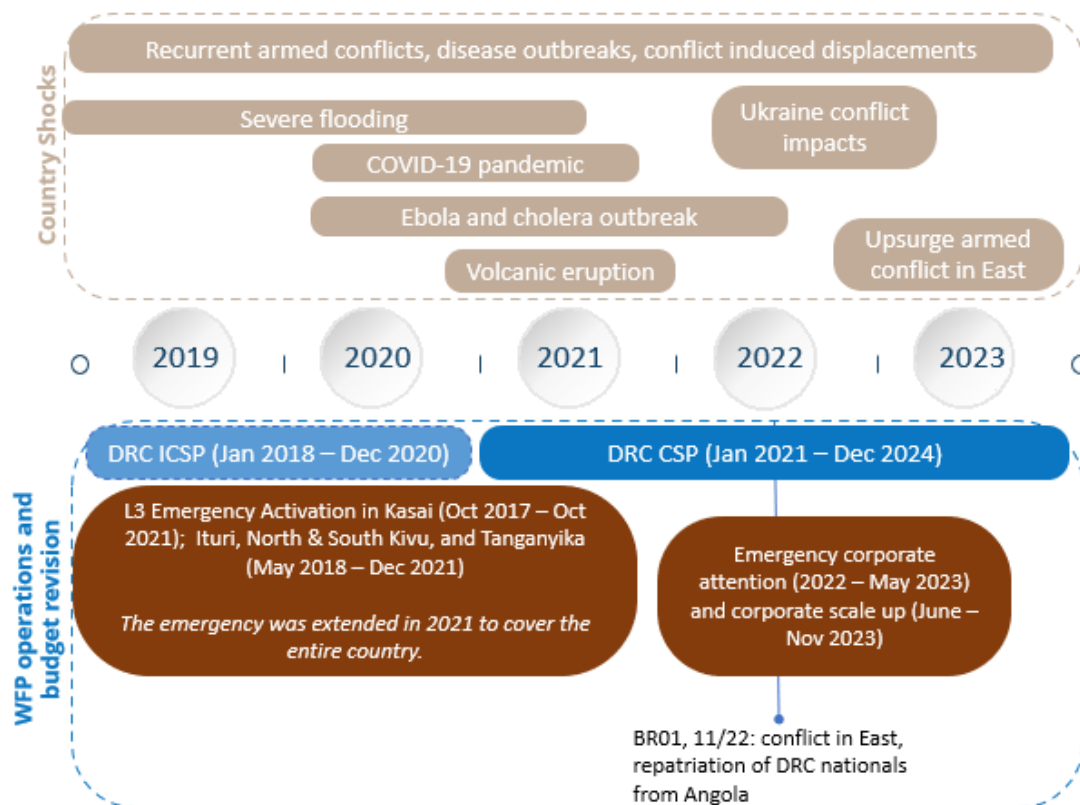 Country Shocks
Recurrent armed conflicts, disease outbreaks, conflict induced displacements
Severe flooding
Ukraine conflict
impacts
COVID-19 pandemic
Ebola and cholera outbreak
Upsurge armed
conflict in East
Volcanic eruption
2019
2020
2021
2022
2023
WFP operations and
budget revision
DRC ICSP (Jan 2018 – Dec 2020)
DRC CSP (Jan 2021 – Dec 2024)
L3 Emergency Activation in Kasai (Oct 2017 – Oct
2021);  Ituri, North & South Kivu, and Tanganyika
(May 2018 – Dec 2021)
The emergency was extended in 2021 to cover the
entire country.
Emergency corporate
attention (2022 – May 2023)
and corporate scale up (June –
Nov 2023)
BR01, 11/22: conflict in East,
repatriation of DRC nationals
from Angola